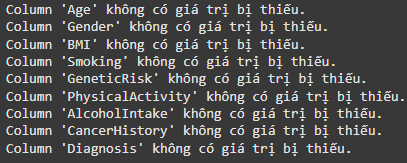 Column 'Age' không có giá trị bị thiếu.
Column 'Gender' không có giá trị bị thiếu.
Column 'BMI' không có giá trị bị thiếu.
Column 'Smoking' không có giá trị bị thiếu.
Column 'GeneticRisk' không có giá trị bị thiếu.
Column 'PhysicalActivity' không có giá trị bị thiếu.
Column 'AlcoholIntake' không có giá trị bị thiếu.
Column 'CancerHistory' không có giá trị bị thiếu.
Column 'Diagnosis' không có giá trị bị thiếu.